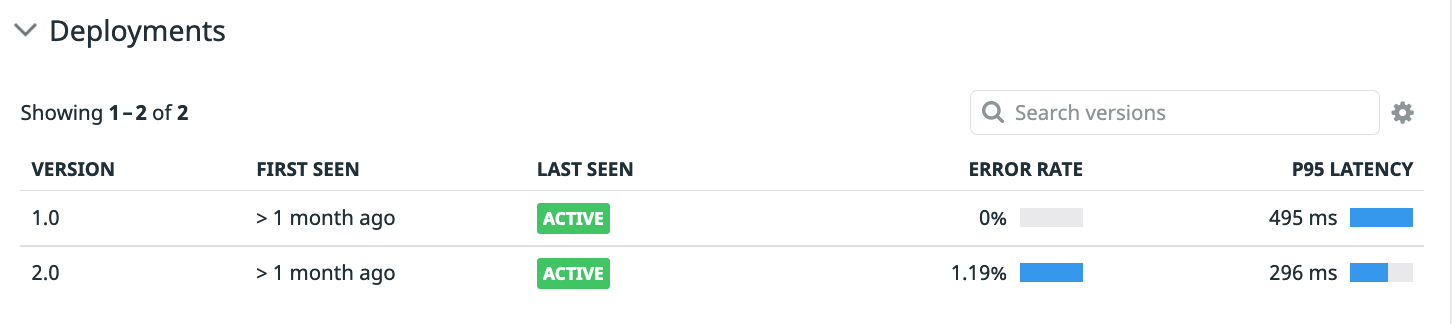 Deployments
Showing 1 – 2 of 2
Search versions
VERSION FIRST SEEN LAST SEEN ERROR RATE P95 LATENCY
1.0 > 1 month ago ACTIVE 0% 495 ms
2.0 > 1 month ago ACTIVE 1.19% 296 ms